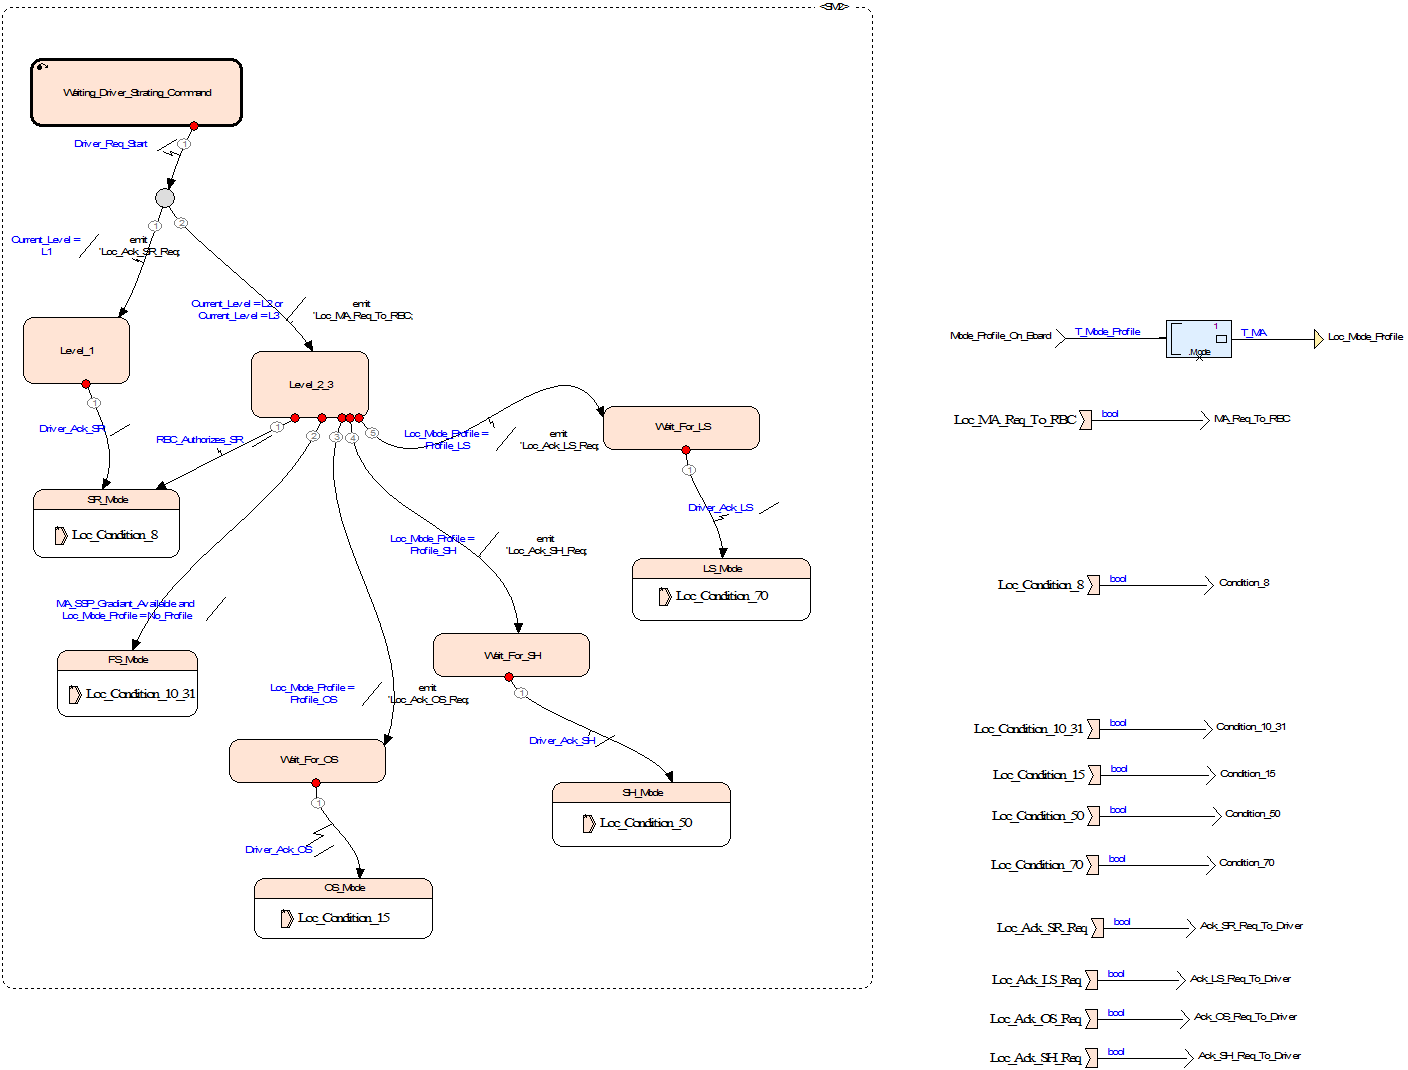 <SM2>
Waiting_Driver_Strating_Command
1
Driver_Req_Start
1
2
Current_Level =
L1
emit
'Loc_Ack_SR_Req;
Current_Level = L2 or
Current_Level = L3
emit
'Loc_MA_Req_To_RBC;
Level_1
Level_2_3
1
Driver_Ack_SR
1
2
3
4
5
RBC_Authorizes_SR
Loc_Mode_Profile =
Profile_LS
emit
'Loc_Ack_LS_Req;
Wait_For_LS
1
Driver_Ack_LS
SR_Mode
Loc_Condition_8
Loc_Mode_Profile =
Profile_SH
emit
'Loc_Ack_SH_Req;
LS_Mode
Loc_Condition_70
MA_SSP_Gradiant_Available and
Loc_Mode_Profile = No_Profile
FS_Mode
Loc_Condition_10_31
Wait_For_SH
1
Loc_Mode_Profile =
Profile_OS
emit
'Loc_Ack_OS_Req;
Driver_Ack_SH
Wait_For_OS
1
SH_Mode
Loc_Condition_50
Driver_Ack_OS
OS_Mode
Loc_Condition_15
Mode_Profile_On_Board
T_Mode_Profile
1
.Mode
T_MA
Loc_Mode_Profile
Loc_MA_Req_To_RBC
bool
MA_Req_To_RBC
Loc_Condition_8
bool
Condition_8
Loc_Condition_10_31
bool
Condition_10_31
Loc_Condition_15
bool
Condition_15
Loc_Condition_50
bool
Condition_50
Loc_Condition_70
bool
Condition_70
Loc_Ack_SR_Req
bool
Ack_SR_Req_To_Driver
Loc_Ack_LS_Req
bool
Ack_LS_Req_To_Driver
Loc_Ack_OS_Req
bool
Ack_OS_Req_To_Driver
Loc_Ack_SH_Req
bool
Ack_SH_Req_To_Driver